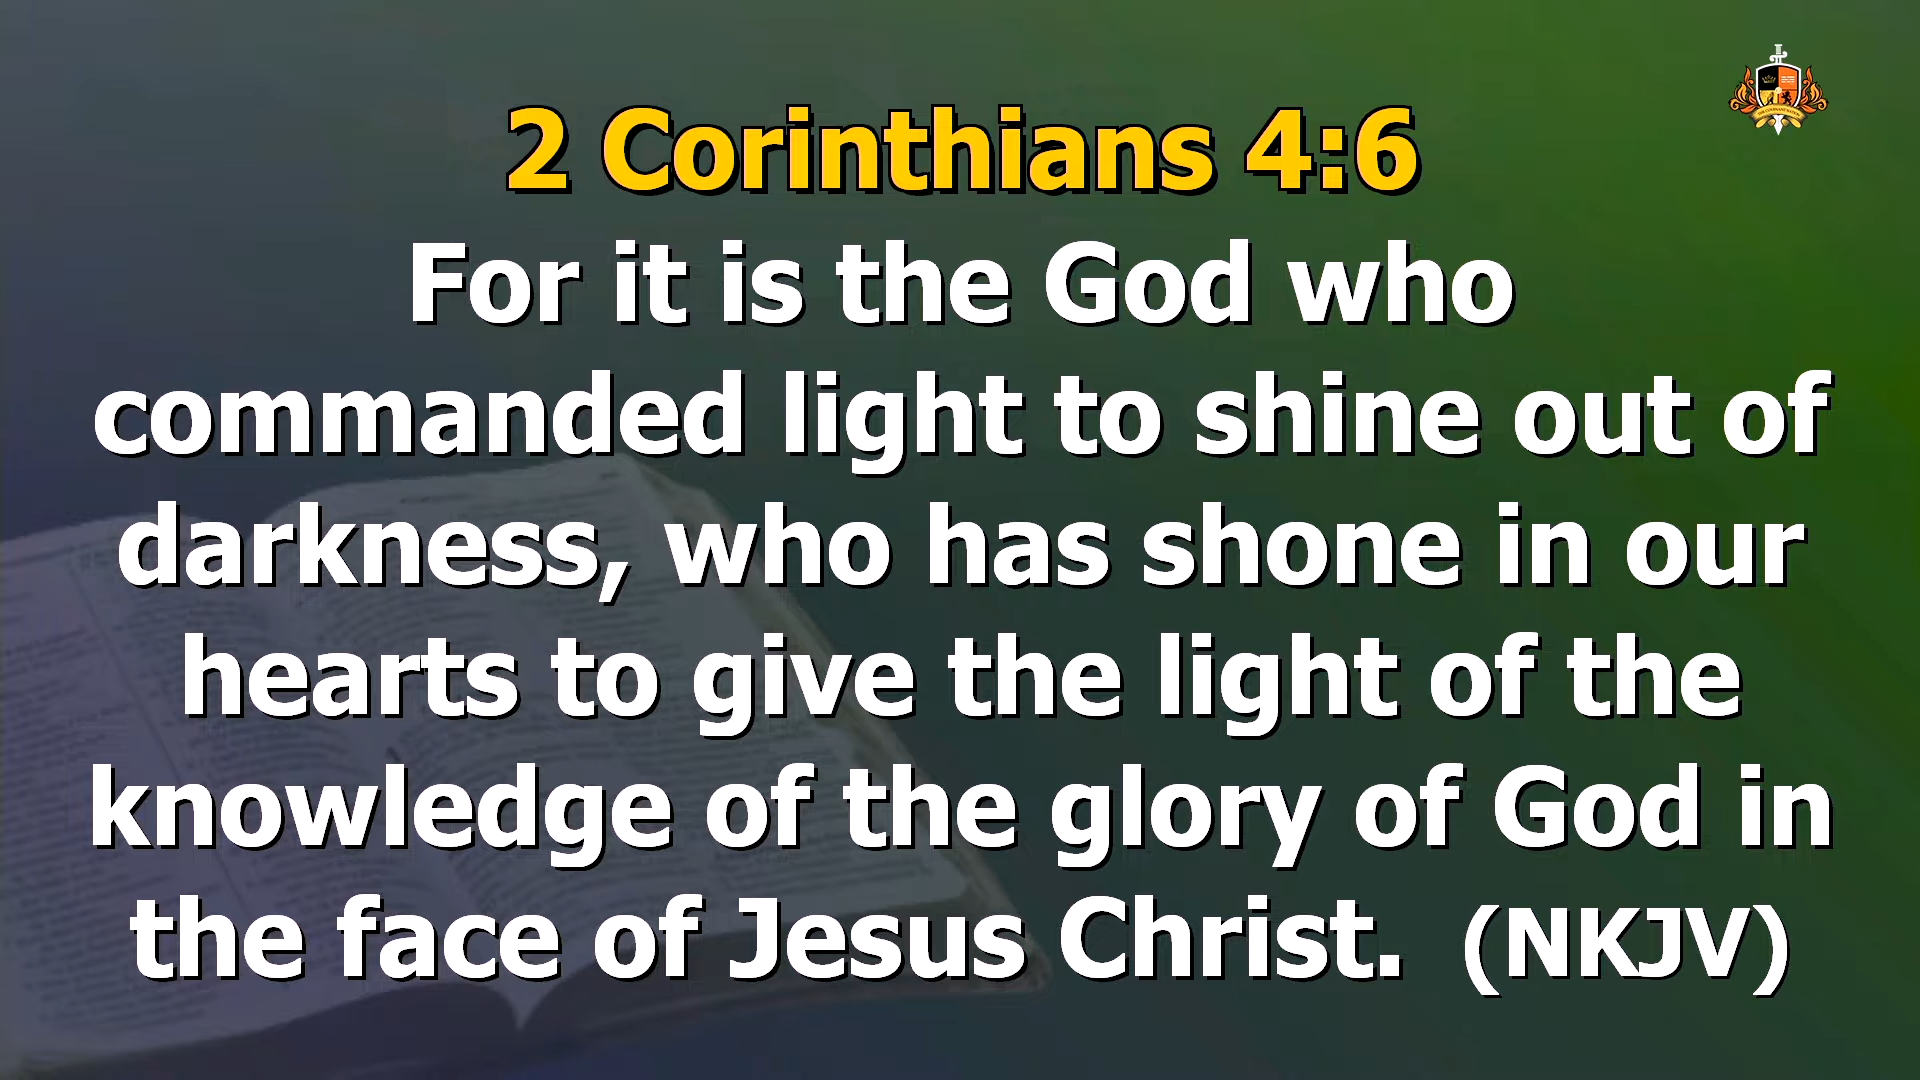 2 Corinthians 4:6
For it is the God who
commanded light to shine out of
darkness, who has shone in our
hearts to give the light of the
knowledge of the glory of God in
the face of Jesus Christ.  (NKJV)